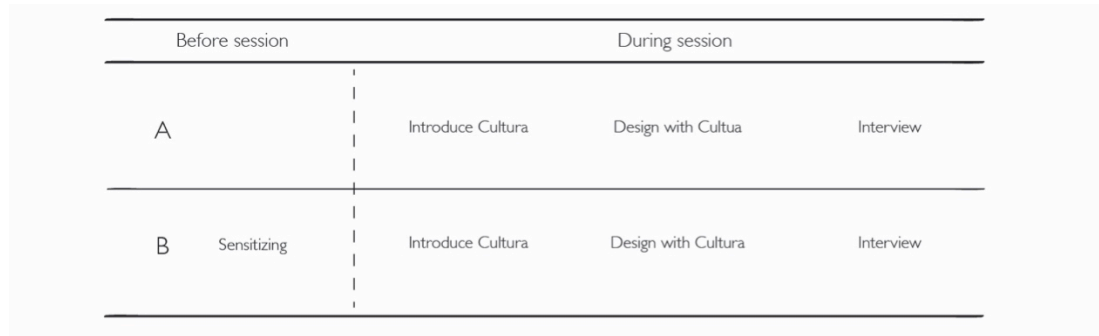 Before session During session
A Introduce Cultura Design with Cultua Interview
B Sensitizing Introduce Cultura Design with Cultura Interview